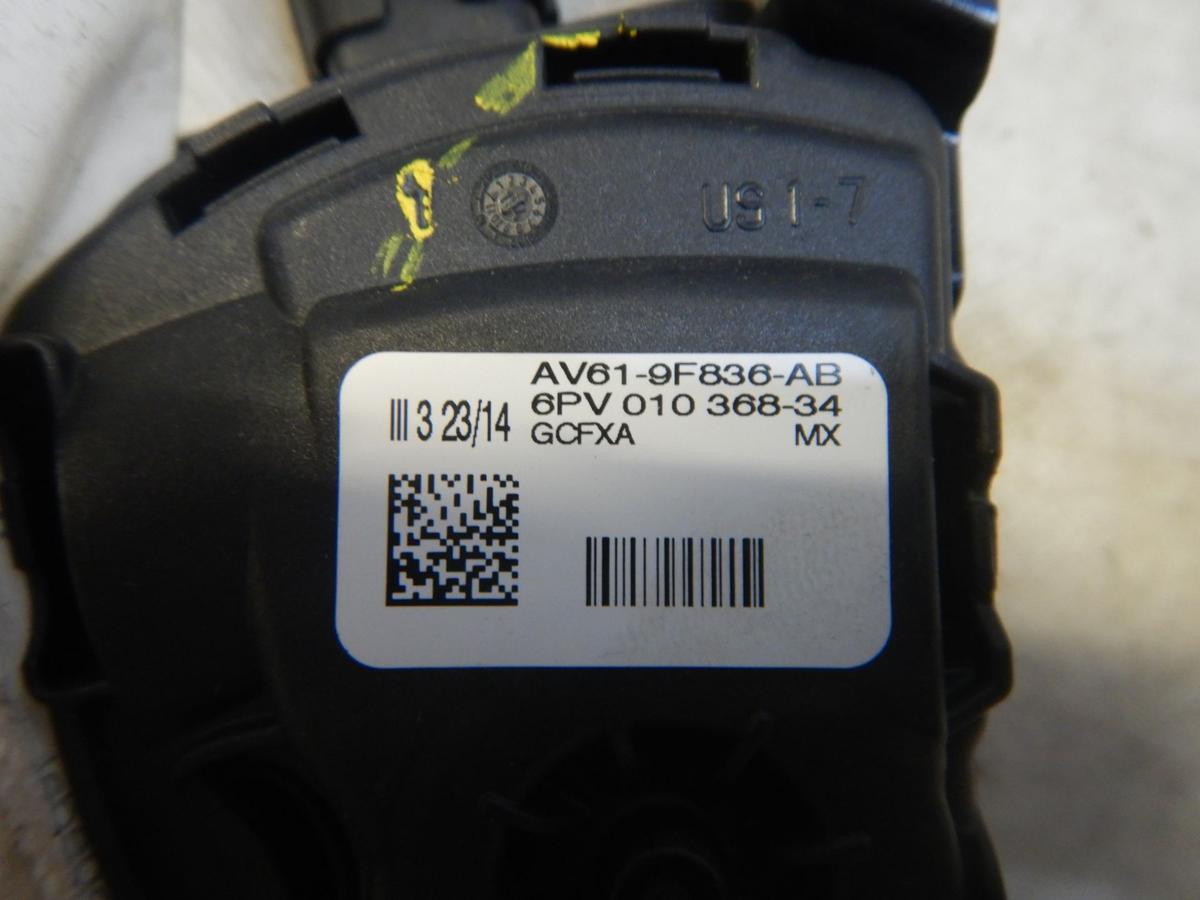 US 1-7
AV61-9F836-AB
6PV 010 368-34
GCFXA MX
III 3 23/14